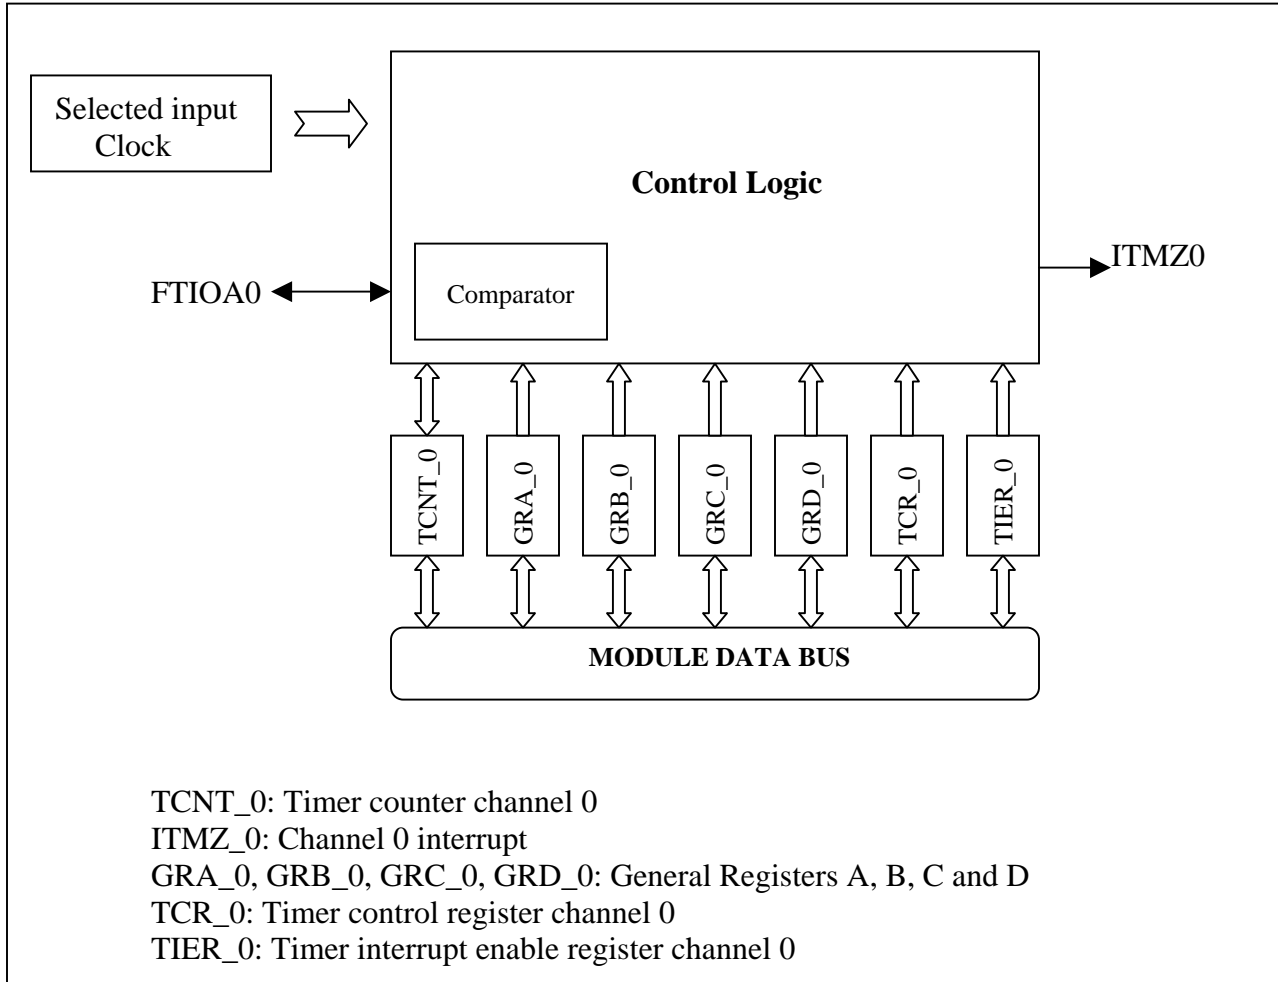 Selected input
Clock
Control Logic
ITMZ0
FTIOA0
Comparator
TCNT_0
GRA_0
GRB_0
GRC_0
GRD_0
TCR_0
TIER_0
MODULE DATA BUS
TCNT_0: Timer counter channel 0
ITMZ_0: Channel 0 interrupt
GRA_0, GRB_0, GRC_0, GRD_0: General Registers A, B, C and D
TCR_0: Timer control register channel 0
TIER_0: Timer interrupt enable register channel 0